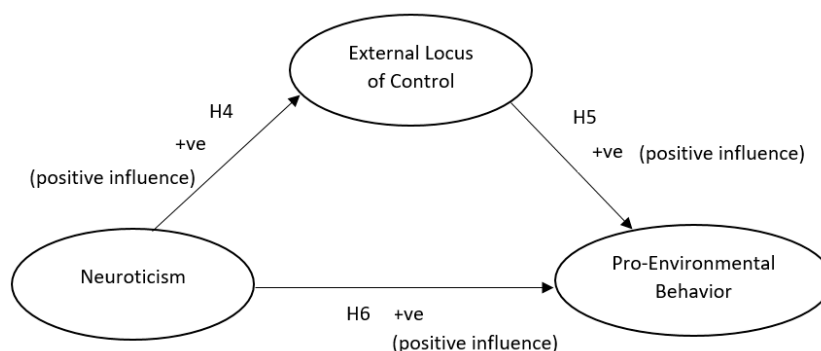 External Locus
of Control
H4
+ve
(positive influence)
H5
+ve (positive influence)
Neuroticism
Pro-Environmental
Behavior
H6 +ve
(positive influence)